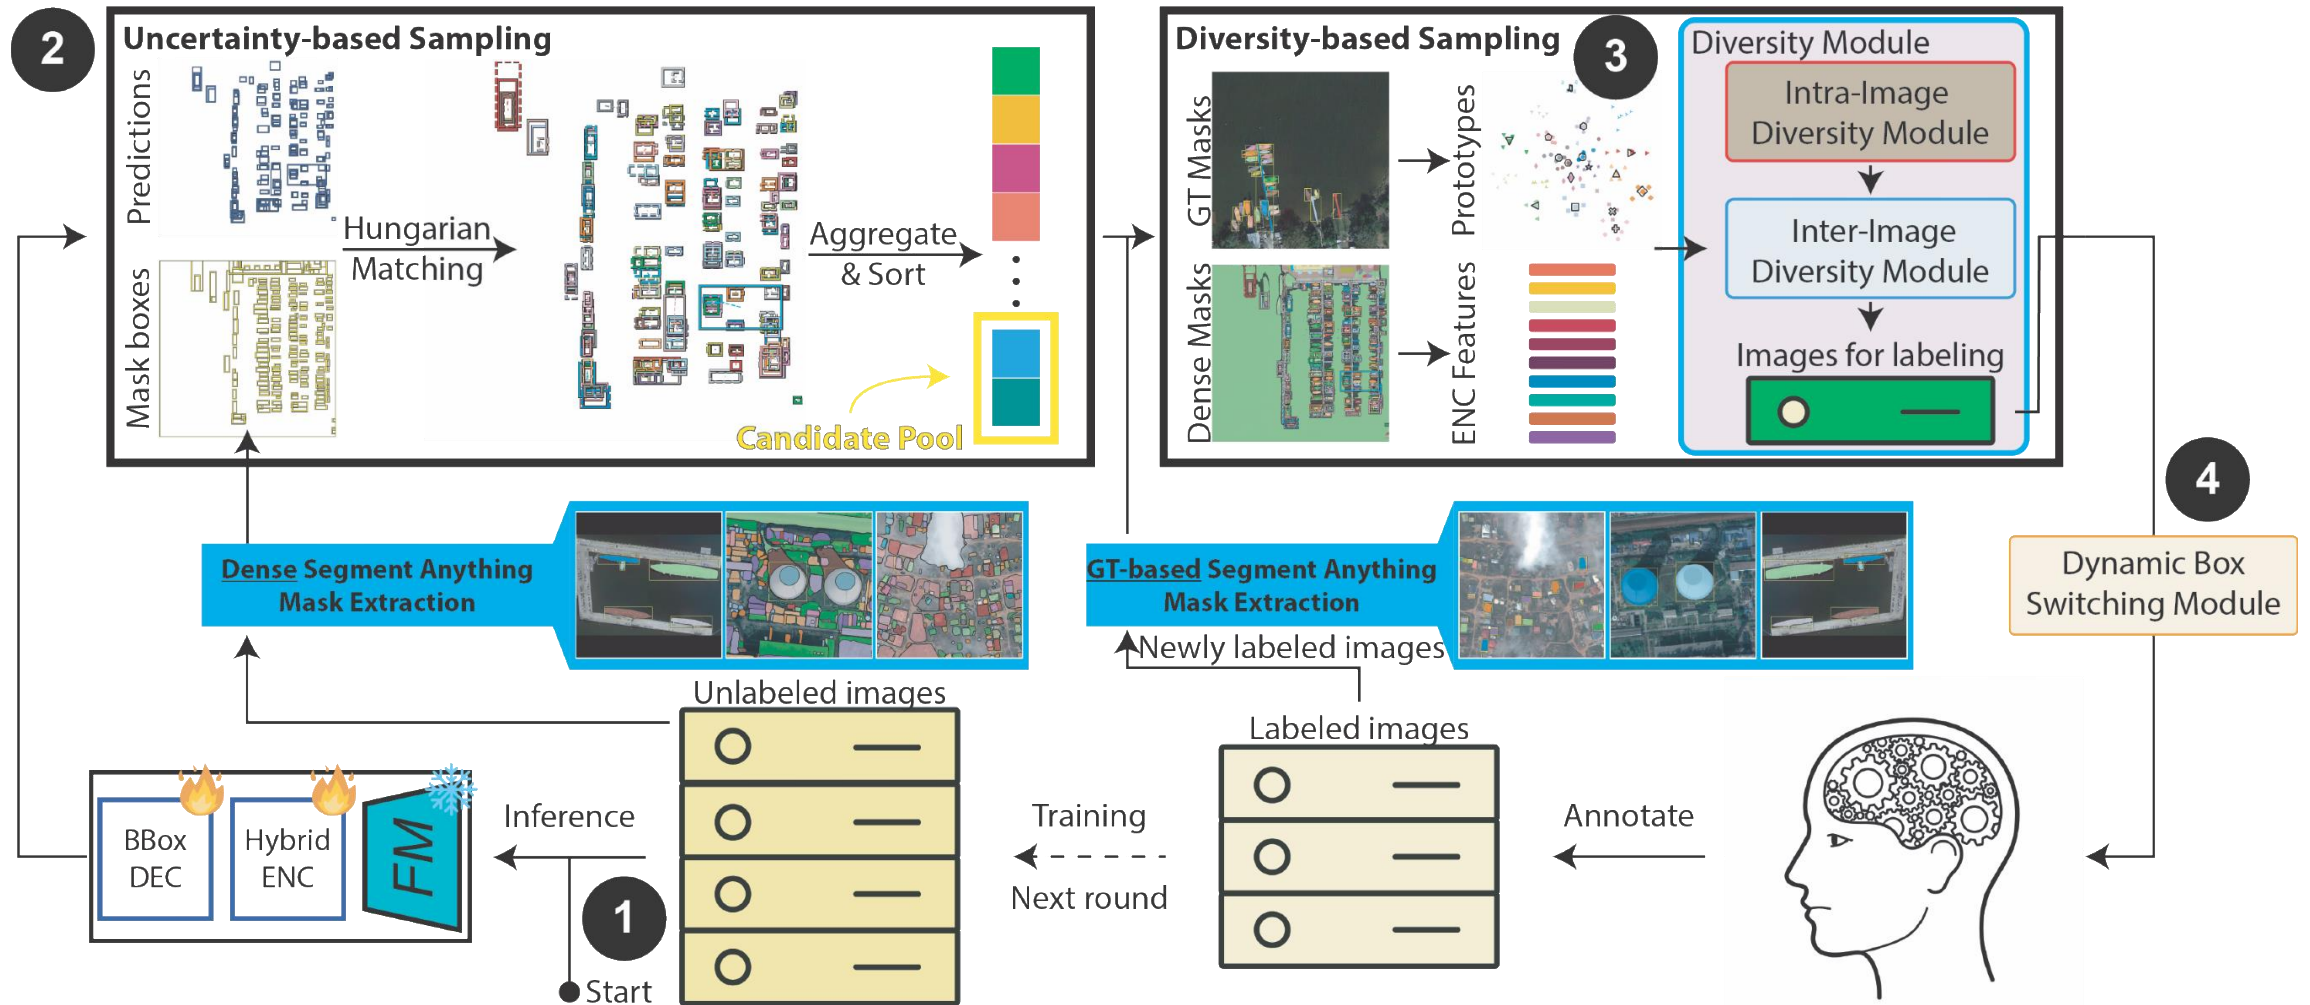 2
Uncertainty-based Sampling
Predictions
Mask boxes
Hungarian
Matching
Aggregate
& Sort
Candidate Pool
Diversity-based Sampling
3
GT Masks
Dense Masks
Prototypes
ENC Features
Diversity Module
Intra-Image
Diversity Module
Inter-Image
Diversity Module
Images for labeling
4
Dynamic Box
Switching Module
Dense Segment Anything
Mask Extraction
GT-based Segment Anything
Mask Extraction
Newly labeled images
Unlabeled images
Labeled images
BBox
DEC
Hybrid
ENC
FM
Inference
1
Start
Training
Next round
Annotate